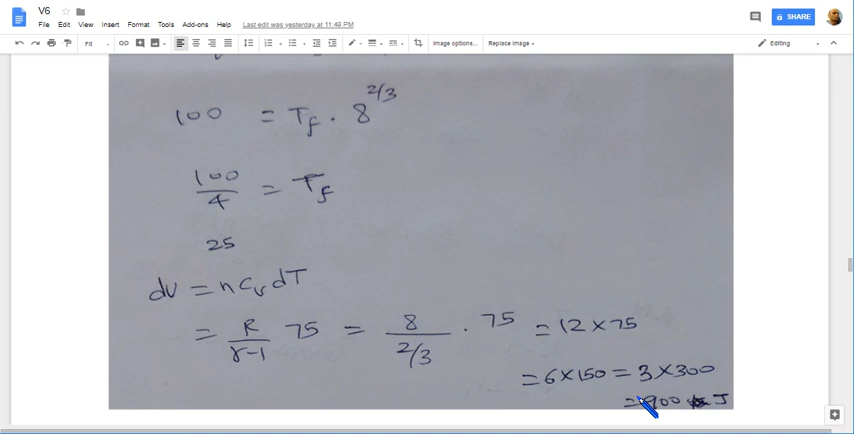 V6
File Edit View Insert Format Tools Add-ons Help Last edit was yesterday at 11:49 PM
SHARE
Fit Image options... Replace image Editing
100 = Tf · 8^2/3
100/4 = Tf
25
dU = nCvdT
= R/γ-1 75 = 8/2/3 · 75 = 12 × 75
= 6 × 150 = 3 × 300
= 900 J